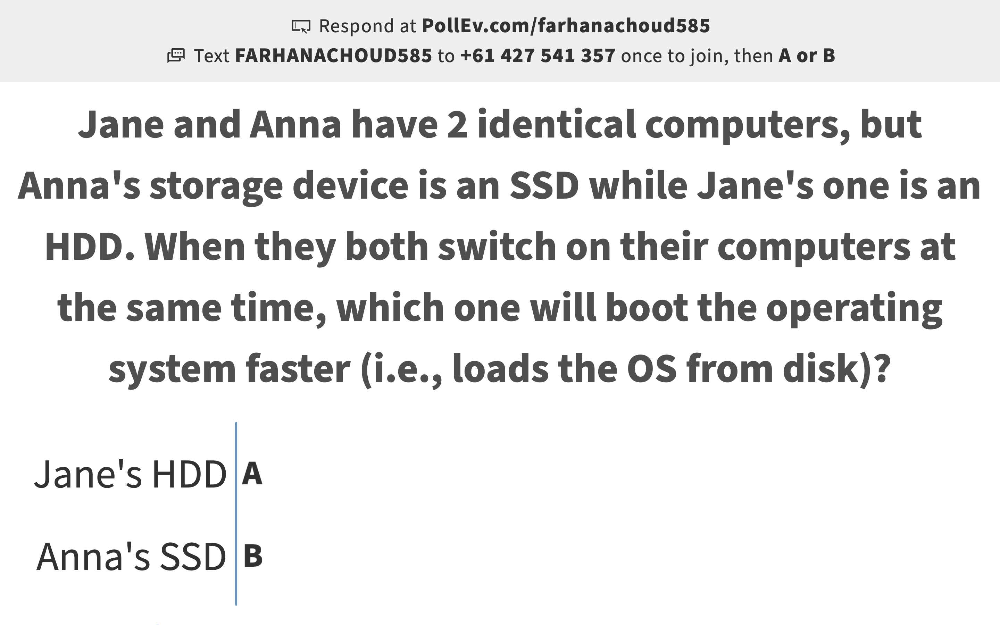 Respond at PollEv.com/farhanachoud585
Text FARHANACHOUD585 to +61 427 541 357 once to join, then A or B
Jane and Anna have 2 identical computers, but
Anna's storage device is an SSD while Jane's one is an
HDD. When they both switch on their computers at
the same time, which one will boot the operating
system faster (i.e., loads the OS from disk)?
Jane's HDD A
Anna's SSD B